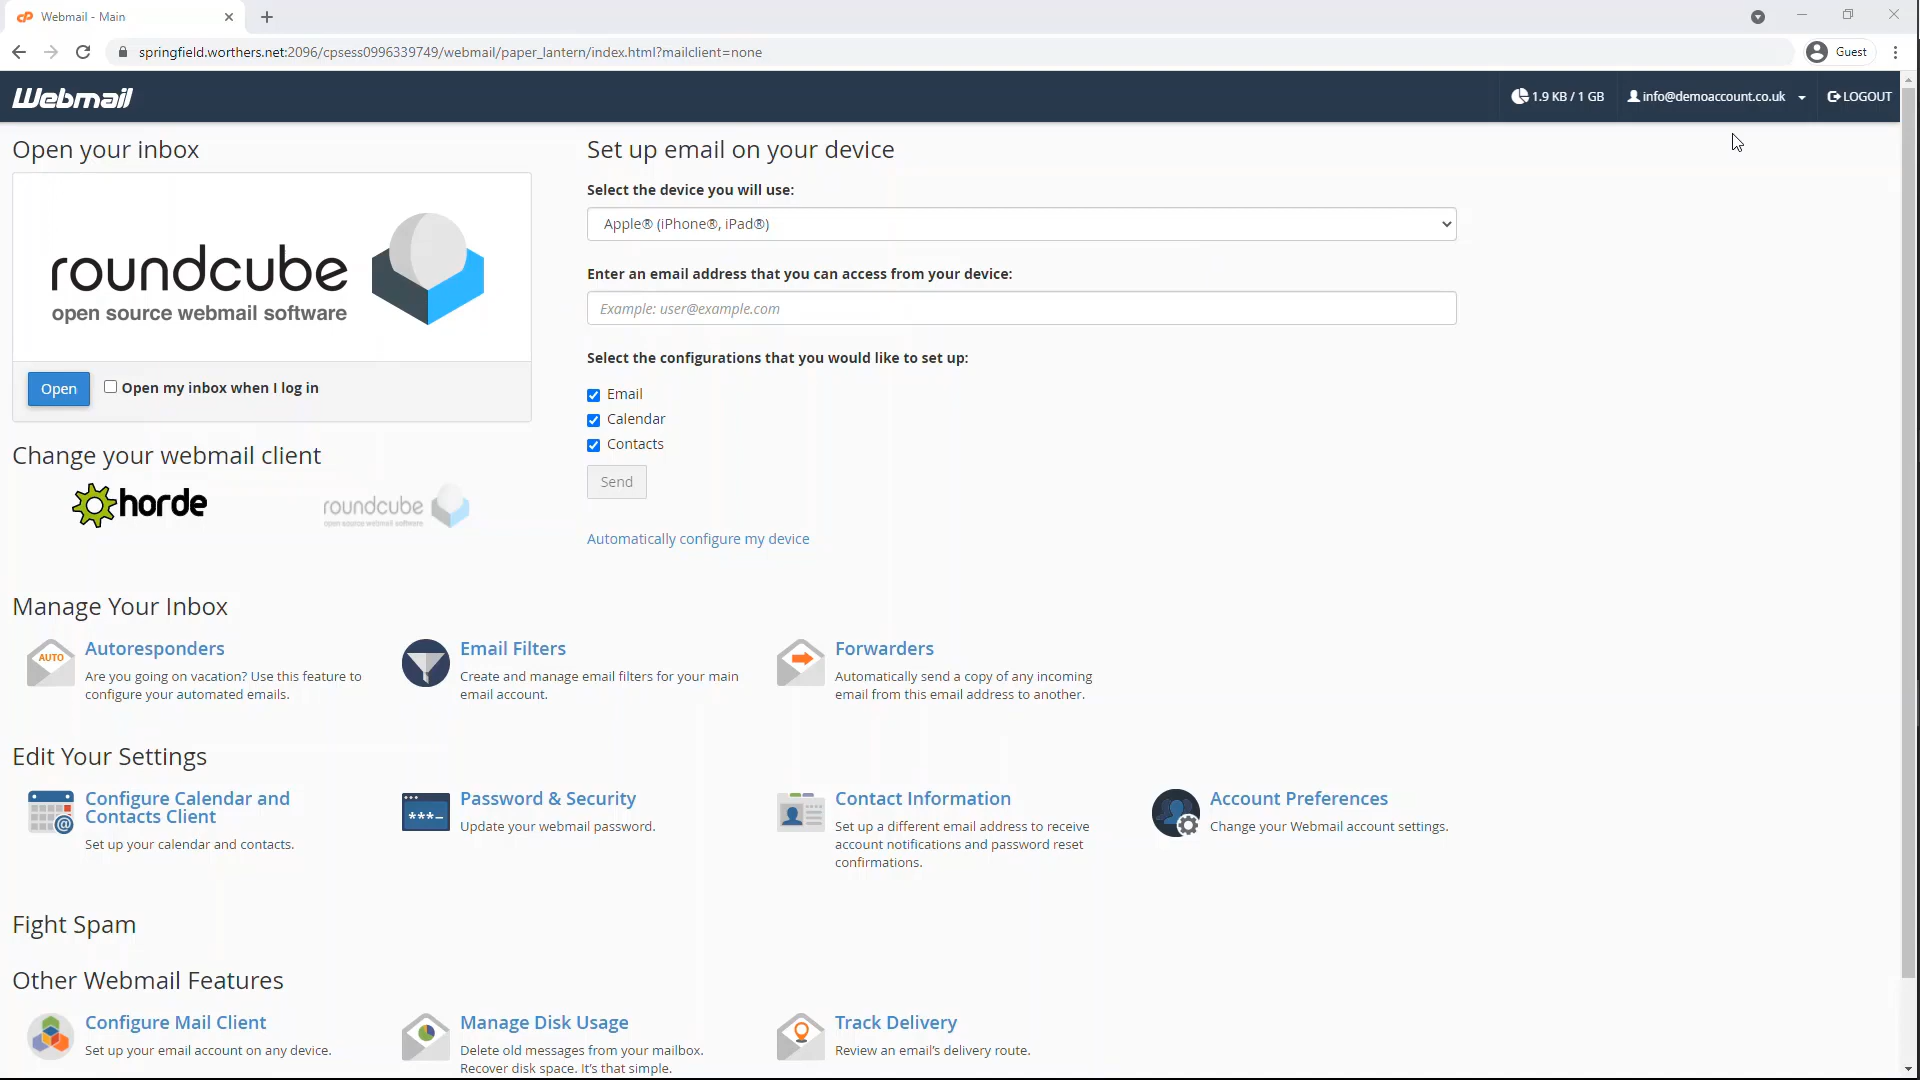 Webmail - Main
springfield.worthers.net:2096/cpsess0996339749/webmail/paper_lantern/index.html?mailclient=none
Guest
Webmail
1.9 KB / 1 GB
info@demoaccount.co.uk
LOGOUT
Open your inbox
roundcube
open source webmail software
Open
Open my inbox when I log in
Change your webmail client
horde
roundcube
open source webmail software
Set up email on your device
Select the device you will use:
Apple® (iPhone®, iPad®)
Enter an email address that you can access from your device:
Example: user@example.com
Select the configurations that you would like to set up:
Email
Calendar
Contacts
Send
Automatically configure my device
Manage Your Inbox
AUTO
Autoresponders
Are you going on vacation? Use this feature to
configure your automated emails.
Email Filters
Create and manage email filters for your main
email account.
Forwarders
Automatically send a copy of any incoming
email from this email address to another.
Edit Your Settings
Configure Calendar and
Contacts Client
Set up your calendar and contacts.
Password & Security
Update your webmail password.
Contact Information
Set up a different email address to receive
account notifications and password reset
confirmations.
Account Preferences
Change your Webmail account settings.
Fight Spam
Other Webmail Features
Configure Mail Client
Set up your email account on any device.
Manage Disk Usage
Delete old messages from your mailbox.
Recover disk space. It's that simple.
Track Delivery
Review an email's delivery route.